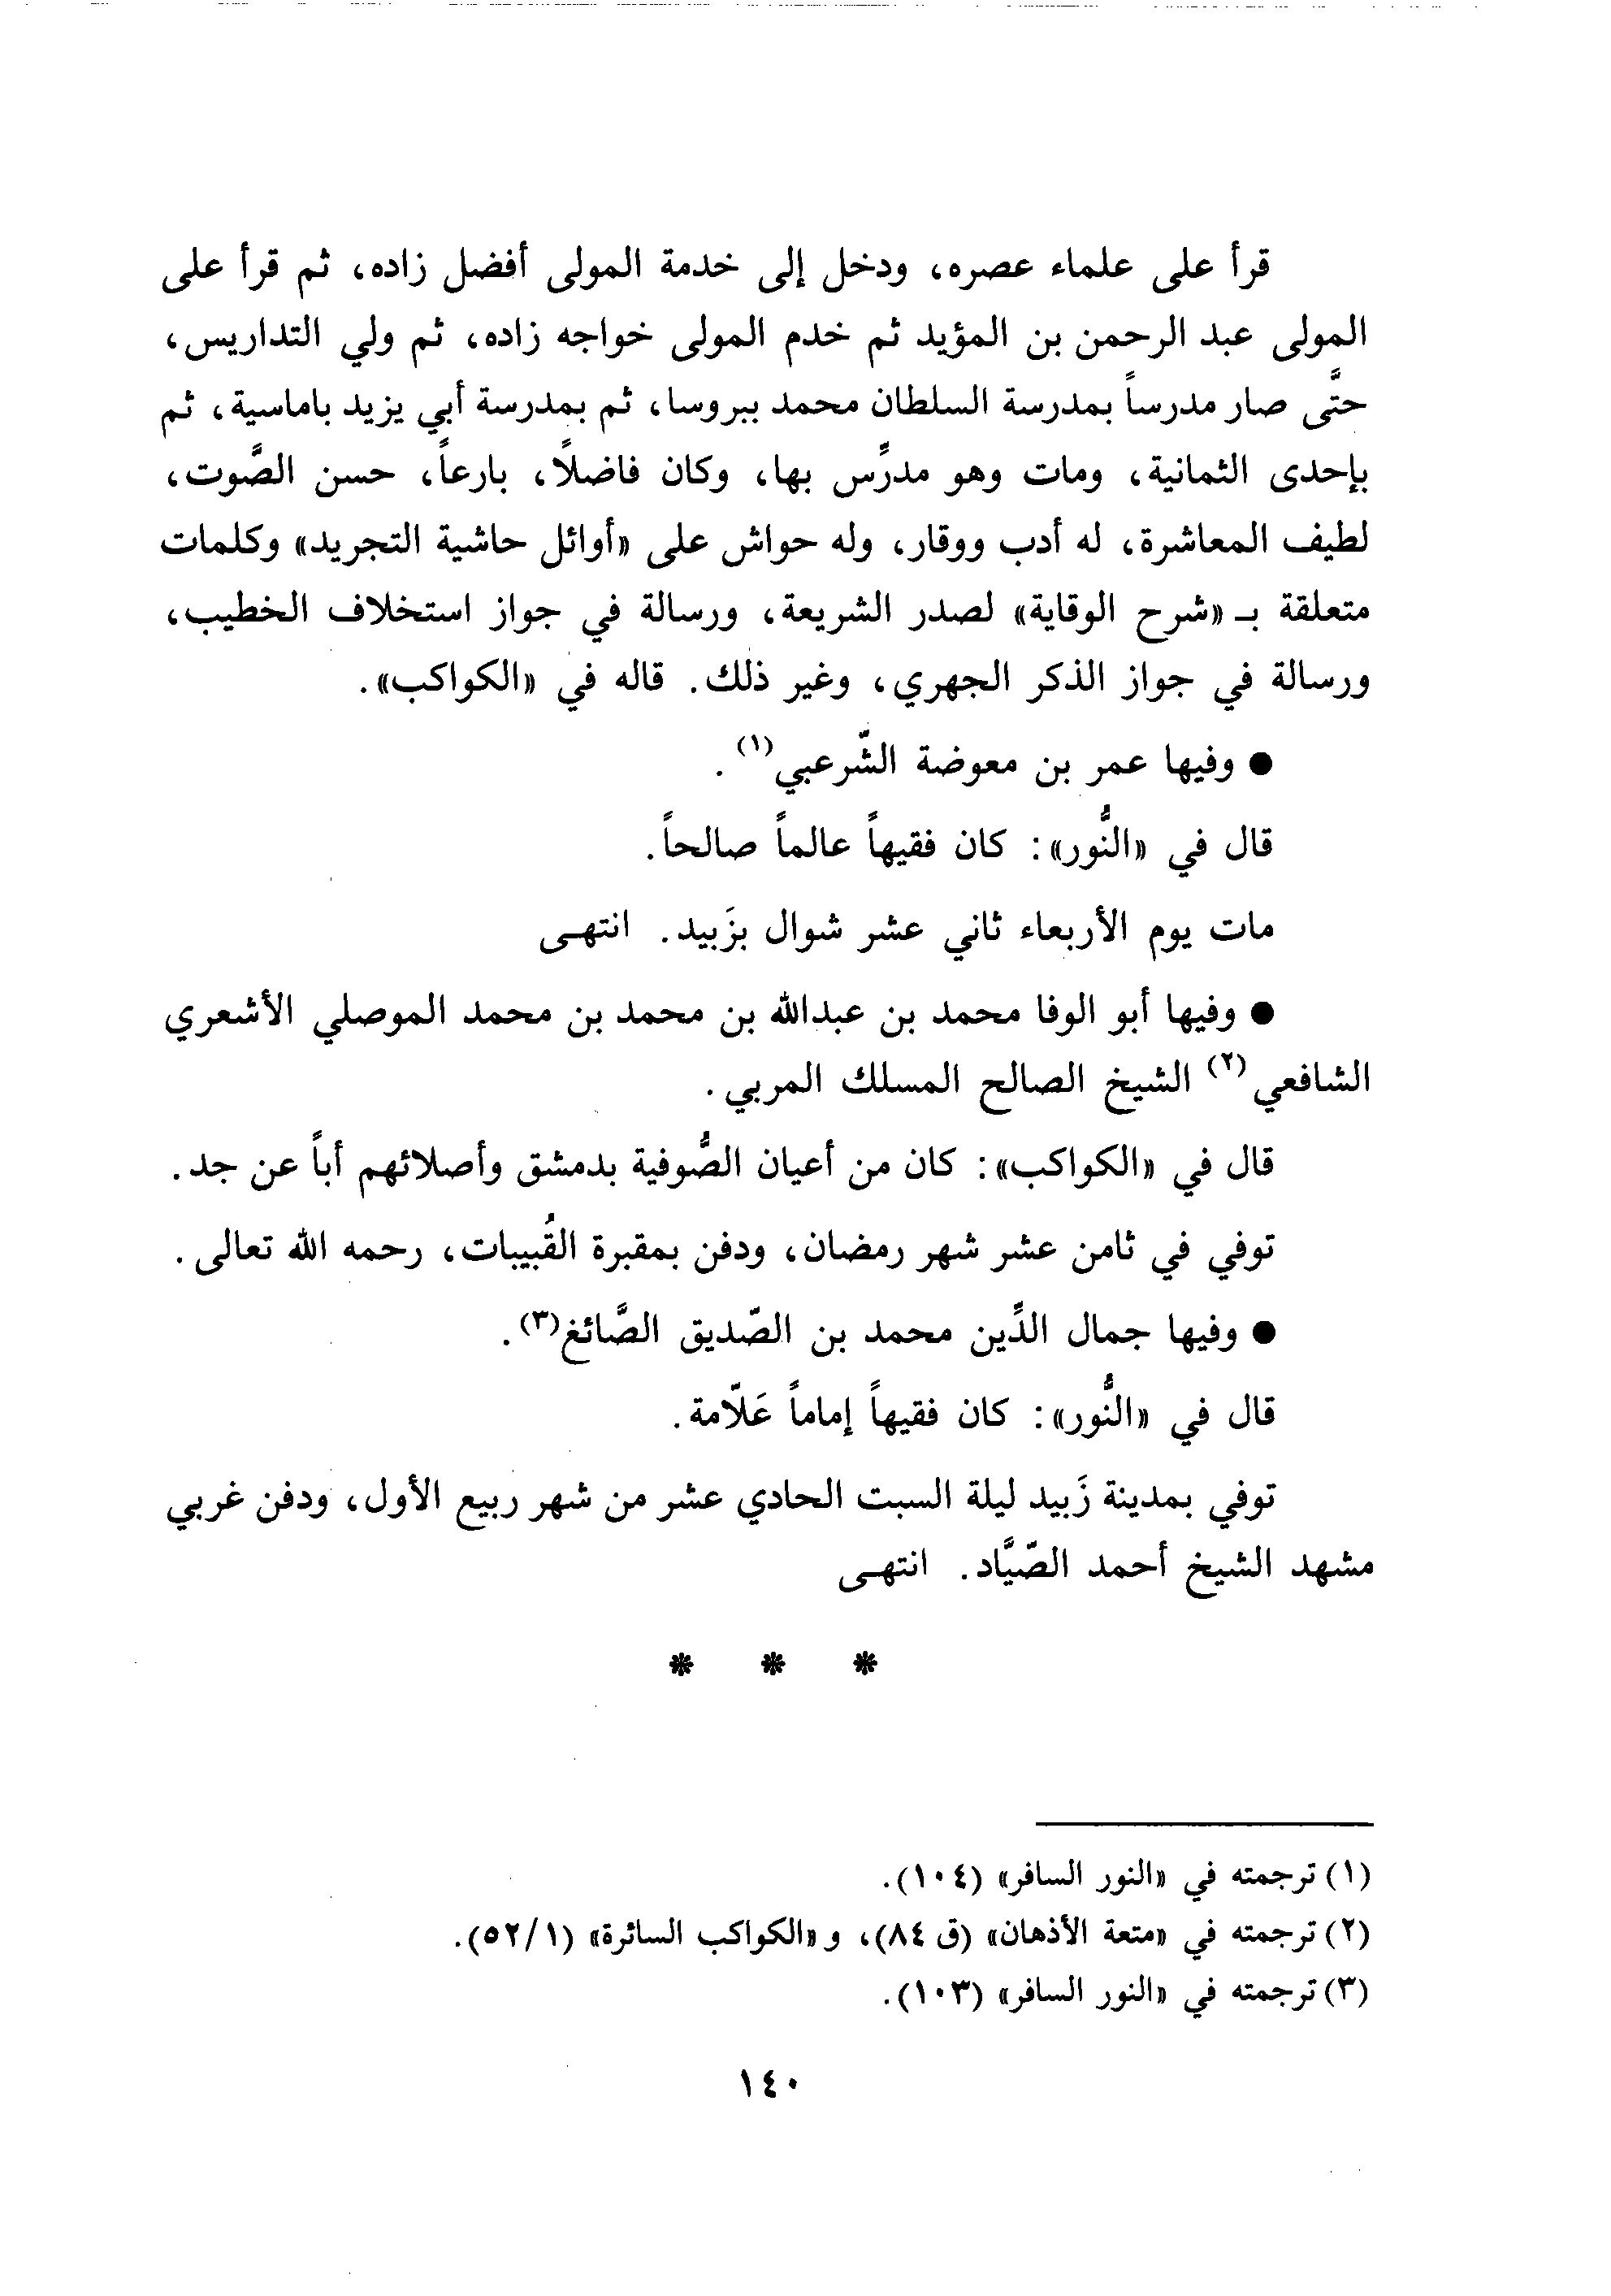 قرأ على علماء عصره، ودخل إلى خدمة المولى أفضل زاده، ثم قرأ على
المولى عبد الرحمن بن المؤيد ثم خدم المولى خواجه زاده، ثم ولي التداريس،
حتَّى صار مدرساً بمدرسة السلطان محمد ببروسا، ثم بمدرسة أبي يزيد باماسية، ثم
بإحدى الثمانية، ومات وهو مدرِّس بها، وكان فاضلًا، بارعاً، حسن الصَّوت،
لطيف المعاشرة، له أدب ووقار، وله حواش على «أوائل حاشية التجريد» وكلمات
متعلقة بـ «شرح الوقاية» لصدر الشريعة، ورسالة في جواز استخلاف الخطيب،
ورسالة في جواز الذكر الجهري، وغير ذلك. قاله في «الكواكب».
● وفيها عمر بن معوضة الشّرعبي(١).
قال في «النُّور»: كان فقيهاً عالماً صالحاً.
مات يوم الأربعاء ثاني عشر شوال بزَبيد. انتهى
● وفيها أبو الوفا محمد بن عبدالله بن محمد بن محمد الموصلي الأشعري
الشافعي(٢) الشيخ الصالح المسلك المربي.
قال في «الكواكب»: كان من أعيان الصُّوفية بدمشق وأصلائهم أباً عن جد.
توفي في ثامن عشر شهر رمضان، ودفن بمقبرة القُبيبات، رحمه الله تعالى.
● وفيها جمال الدِّين محمد بن الصّديق الصَّائغ(٣).
قال في «النُّور»: كان فقيهاً إماماً عَلّامة.
توفي بمدينة زَبيد ليلة السبت الحادي عشر من شهر ربيع الأول، ودفن غربي
مشهد الشيخ أحمد الصّيَّاد. انتهى
* * *
(١) ترجمته في «النور السافر» (١٠٤).
(٢) ترجمته في «متعة الأذهان» (ق ٨٤)، و«الكواكب السائرة» (٥٢/١).
(٣) ترجمته في «النور السافر» (١٠٣).
١٤٠